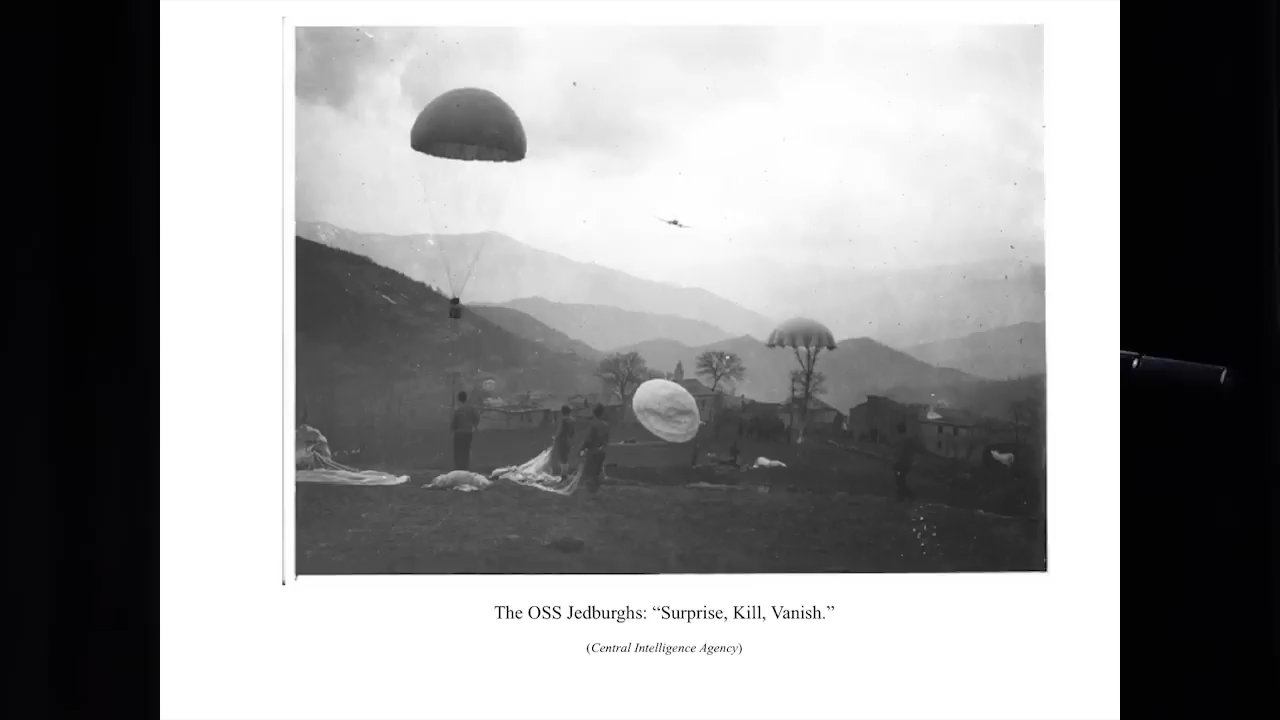 The OSS Jedburghs: “Surprise, Kill, Vanish.”
(Central Intelligence Agency)